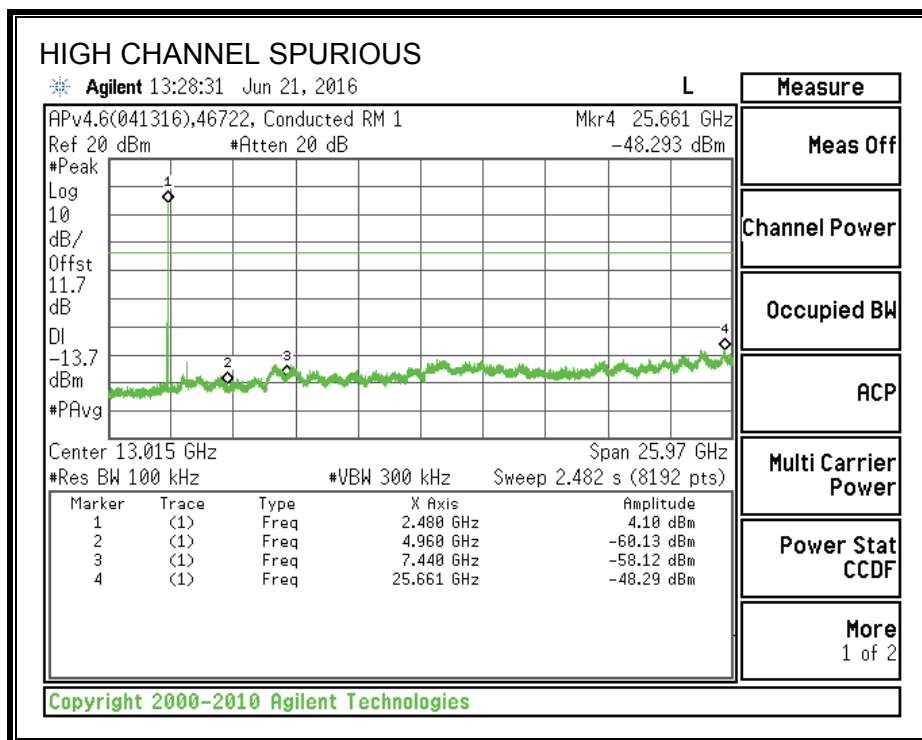 HIGH CHANNEL SPURIOUS
Agilent 13:28:31 Jun 21, 2016 L
APv4.6(041316),46722, Conducted RM 1 Mkr4 25.661 GHz
Ref 20 dBm #Atten 20 dB -48.293 dBm
#Peak
Log
10
dB/
Offst
11.7
dB
DI
-13.7
dBm
#PAvg
1
2
3
4
Center 13.015 GHz Span 25.97 GHz
#Res BW 100 kHz #VBW 300 kHz Sweep 2.482 s (8192 pts)
Marker Trace Type X Axis Amplitude
1 (1) Freq 2.480 GHz 4.10 dBm
2 (1) Freq 4.960 GHz -60.13 dBm
3 (1) Freq 7.440 GHz -58.12 dBm
4 (1) Freq 25.661 GHz -48.29 dBm
Measure
Meas Off
Channel Power
Occupied BW
ACP
Multi Carrier
Power
Power Stat
CCDF
More
1 of 2
Copyright 2000-2010 Agilent Technologies